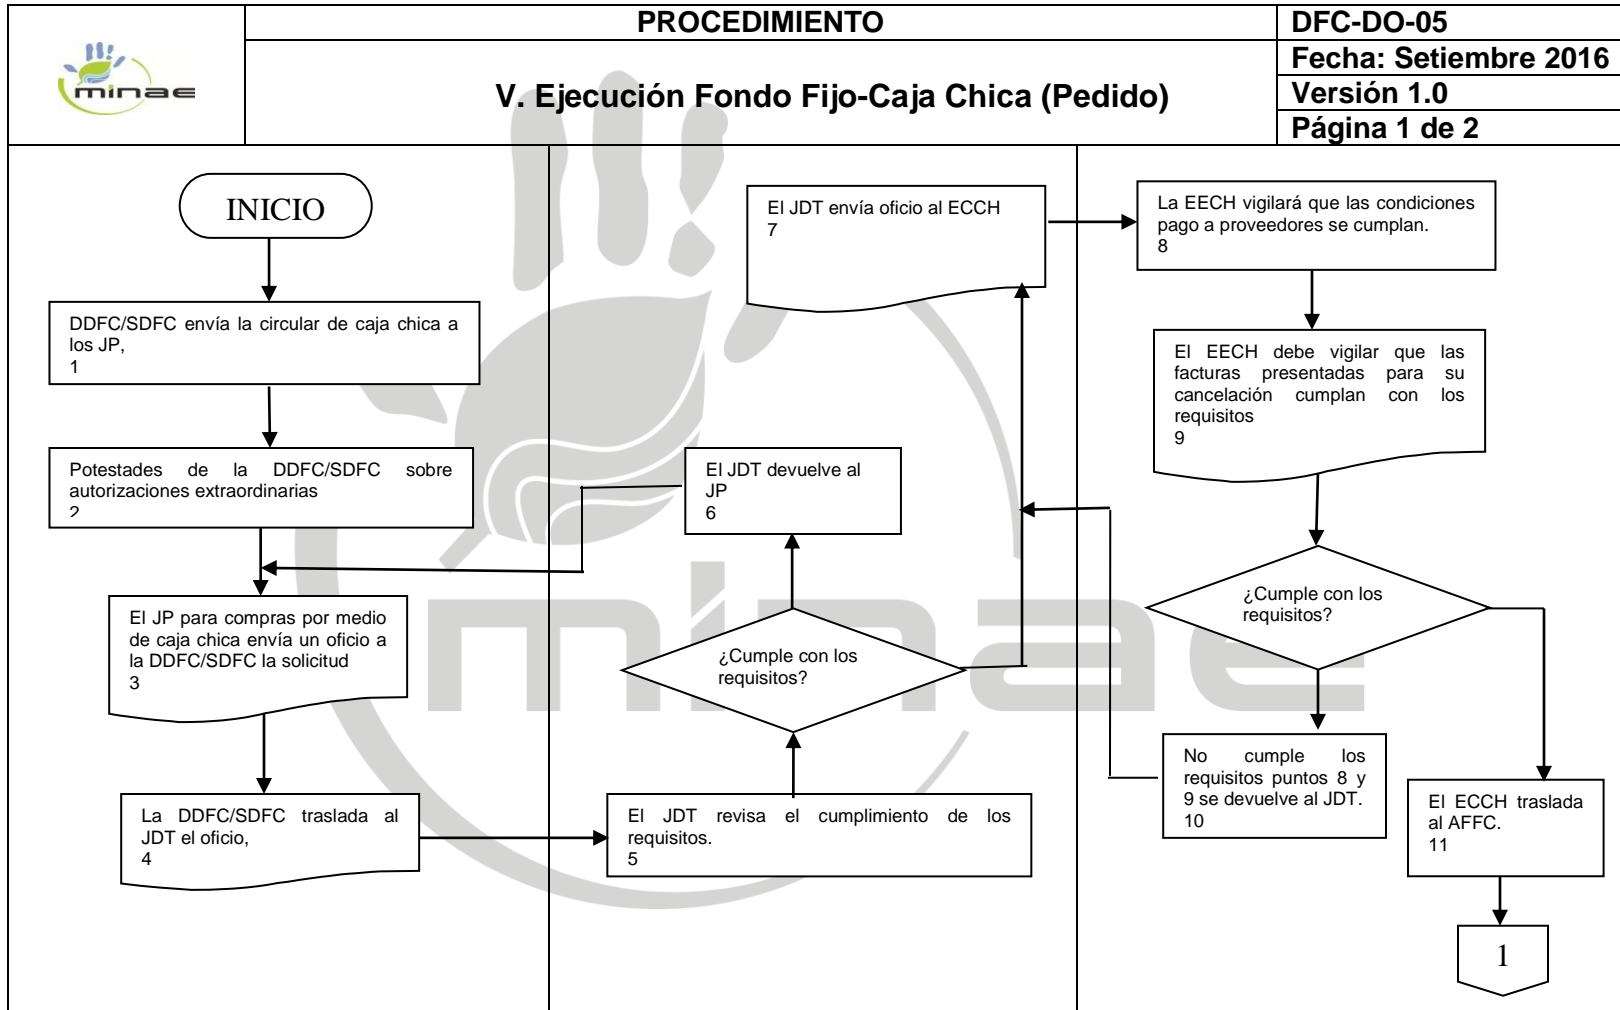 minae
PROCEDIMIENTO
DFC-DO-05
Fecha: Setiembre 2016
V. Ejecución Fondo Fijo-Caja Chica (Pedido)
Versión 1.0
Página 1 de 2
INICIO
DDFC/SDFC envía la circular de caja chica a
los JP,
1
Potestades de la DDFC/SDFC sobre
autorizaciones extraordinarias
2
El JP para compras por medio
de caja chica envía un oficio a
la DDFC/SDFC la solicitud
3
La DDFC/SDFC traslada al
JDT el oficio,
4
El JDT revisa el cumplimiento de los
requisitos.
5
¿Cumple con los
requisitos?
El JDT devuelve al
JP
6
El JDT envía oficio al ECCH
7
La EECH vigilará que las condiciones
pago a proveedores se cumplan.
8
El EECH debe vigilar que las
facturas presentadas para su
cancelación cumplan con los
requisitos
9
¿Cumple con los
requisitos?
No cumple los
requisitos puntos 8 y
9 se devuelve al JDT.
10
El ECCH traslada
al AFFC.
11
1
minae